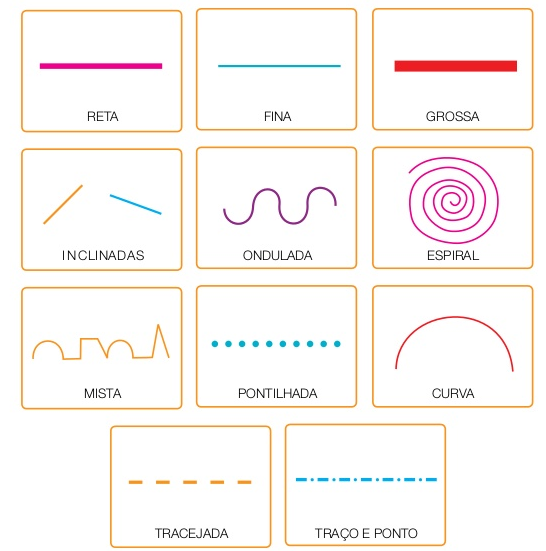 RETA
FINA
GROSSA
INCLINADAS
ONDULADA
ESPIRAL
MISTA
PONTILHADA
CURVA
TRACEJADA
TRAÇO E PONTO